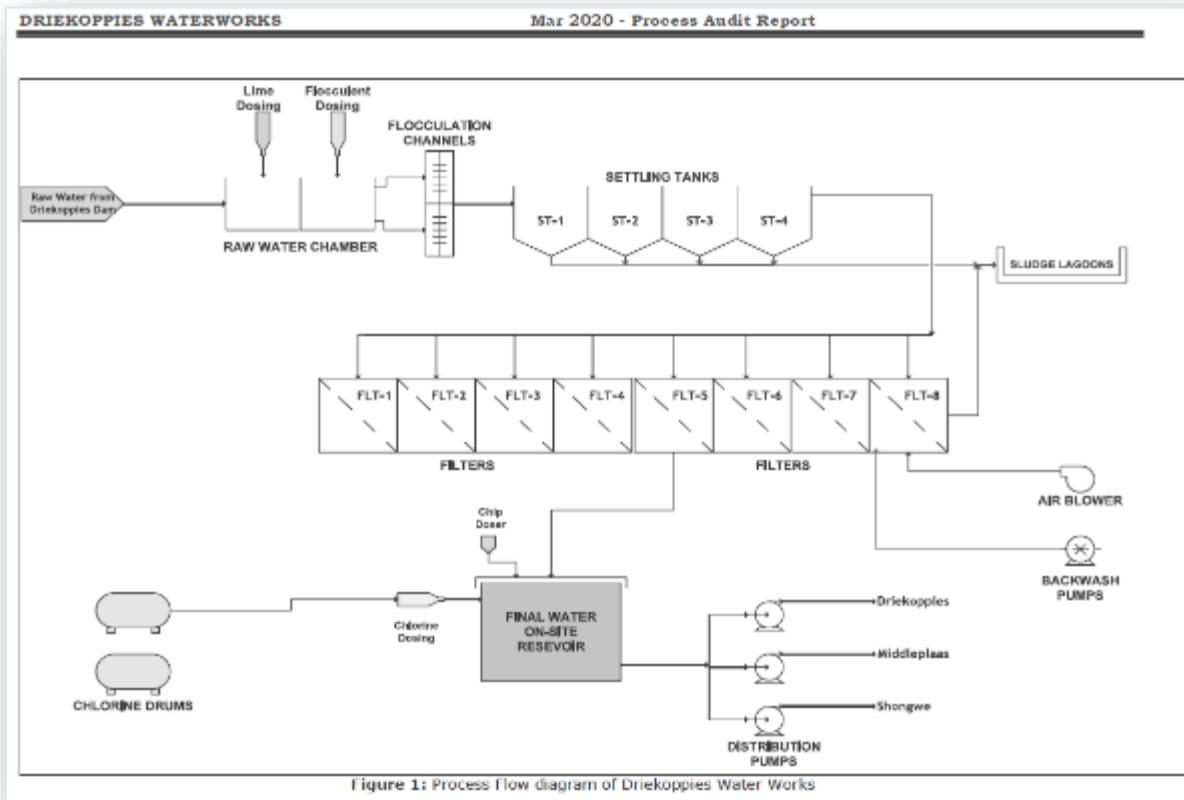 DRIEKOPPIES WATERWORKS Mar 2020 - Process Audit Report
Lime
Dosing
Flocculent
Dosing
FLOCCULATION
CHANNELS
Raw Water from
Driekoppies Dam
RAW WATER CHAMBER
SETTLING TANKS
ST-1 ST-2 ST-3 ST-4
SLUDGE LAGOONS
FLT-1 FLT-2 FLT-3 FLT-4 FLT-5 FLT-6 FLT-7 FLT-8
FILTERS FILTERS
AIR BLOWER
BACKWASH
PUMPS
Chip
Doser
Chlorine
Dosing
FINAL WATER
ON-SITE
RESEVOIR
CHLORINE DRUMS
Driekopples
Middleplaas
Shongwe
DISTRIBUTION
PUMPS
Figure 1: Process Flow diagram of Driekoppies Water Works